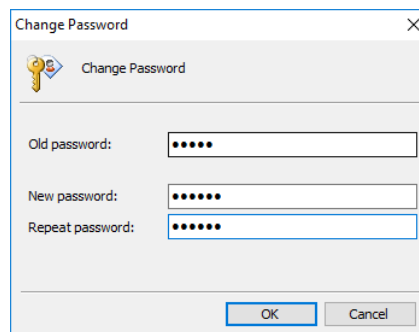 Change Password
Change Password
Old password: •••••
New password: ••••••
Repeat password: ••••••
OK Cancel